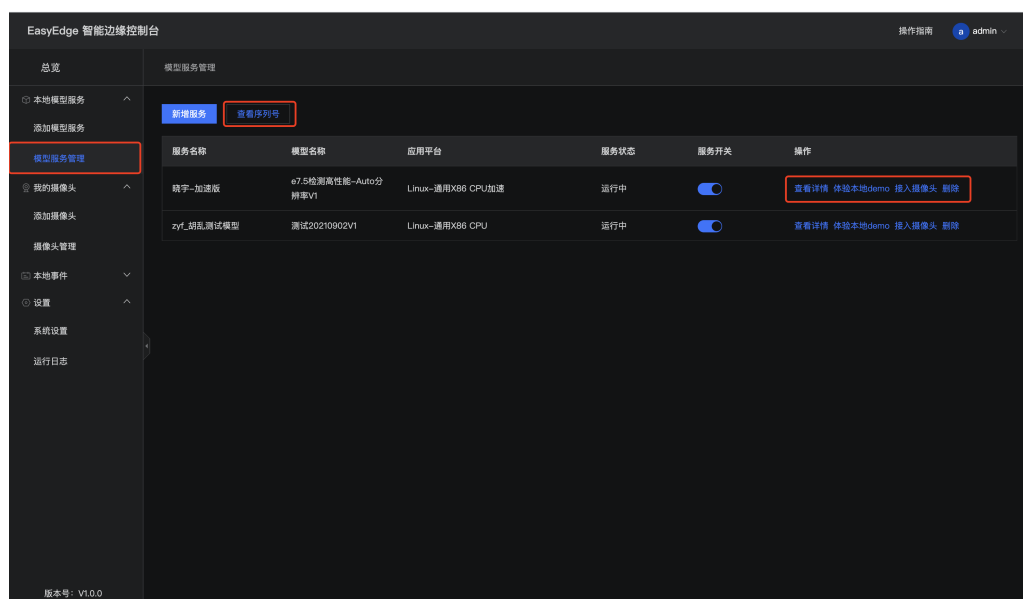 EasyEdge 智能边缘控制台
操作指南
a admin
总览
模型服务管理
本地模型服务
添加模型服务
模型服务管理
我的摄像头
添加摄像头
摄像头管理
本地事件
设置
系统设置
运行日志
版本号：V1.0.0
新增服务 查看序列号
服务名称 模型名称 应用平台 服务状态 服务开关 操作
晓宇-加速版 e7.5检测高性能-Auto分 Linux-通用X86 CPU加速 运行中 查看详情 体验本地demo 接入摄像头 删除
辨率V1
zyf_胡乱测试模型 测试20210902V1 Linux-通用X86 CPU 运行中 查看详情 体验本地demo 接入摄像头 删除